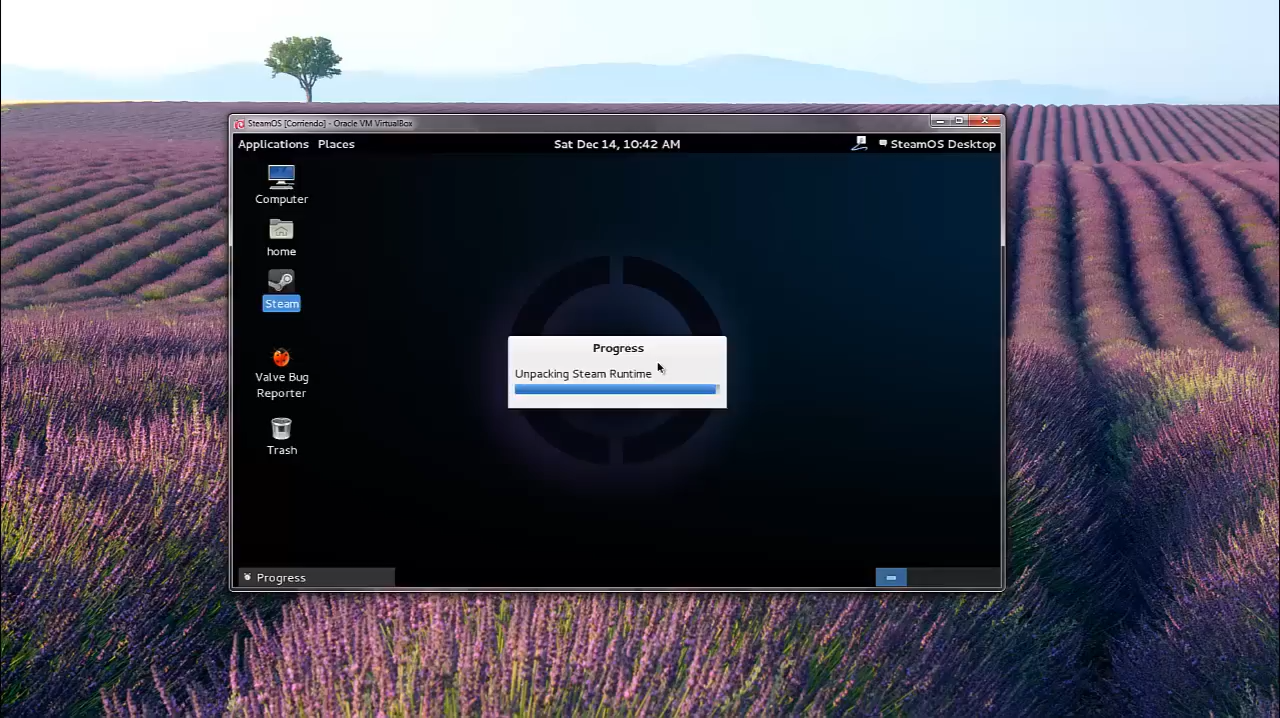 SteamOS [Corriendo] - Oracle VM VirtualBox
Applications Places Sat Dec 14, 10:42 AM SteamOS Desktop
Computer
home
Steam
Valve Bug
Reporter
Trash
Progress
Unpacking Steam Runtime
Progress